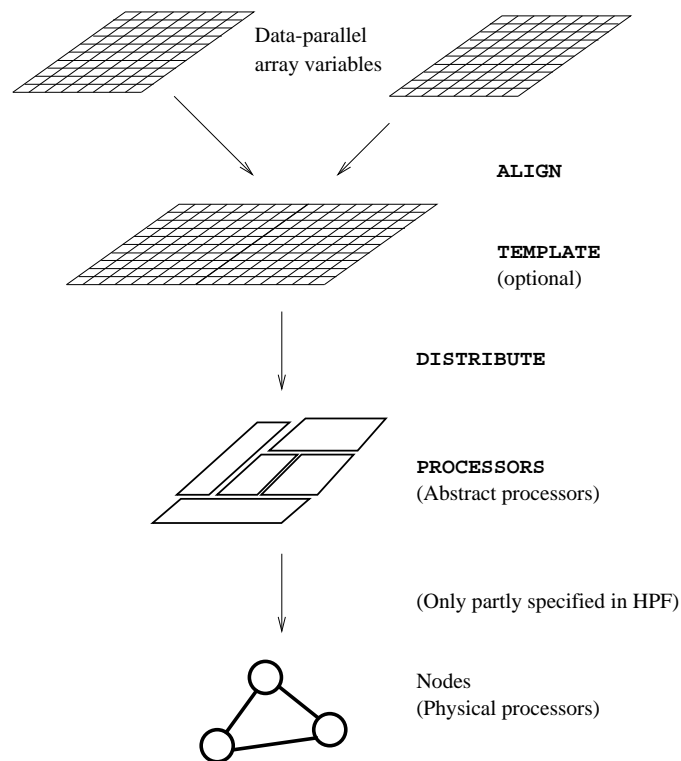 Data-parallel
array variables
ALIGN
TEMPLATE
(optional)
DISTRIBUTE
PROCESSORS
(Abstract processors)
(Only partly specified in HPF)
Nodes
(Physical processors)